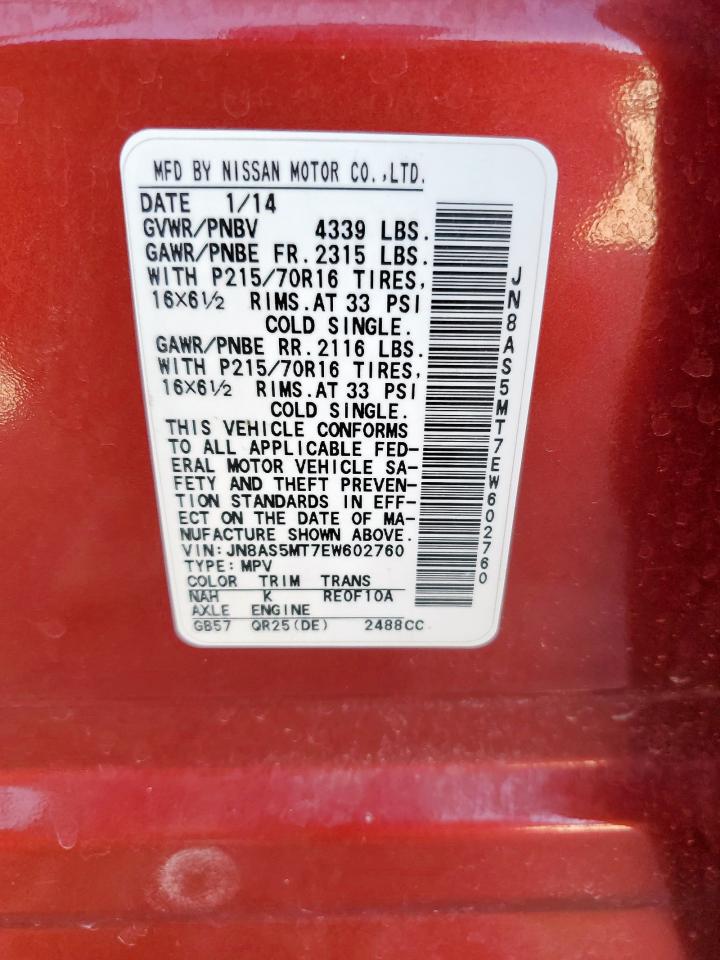 MFD BY NISSAN MOTOR CO.,LTD.
DATE 1/14
GVWR/PNBV 4339 LBS.
GAWR/PNBE FR.2315 LBS.
WITH P215/70R16 TIRES,
16X6½ RIMS.AT 33 PSI
COLD SINGLE.
GAWR/PNBE RR.2116 LBS.
WITH P215/70R16 TIRES,
16X6½ RIMS.AT 33 PSI
COLD SINGLE.
THIS VEHICLE CONFORMS
TO ALL APPLICABLE FED-
ERAL MOTOR VEHICLE SA-
FETY AND THEFT PREVEN-
TION STANDARDS IN EFF-
ECT ON THE DATE OF MA-
NUFACTURE SHOWN ABOVE.
VIN:JN8AS5MT7EW602760
TYPE:MPV
COLOR TRIM TRANS
NAH K RE0F10A
AXLE ENGINE
GB57 QR25(DE) 2488CC
JN8AS5MT7EW602760